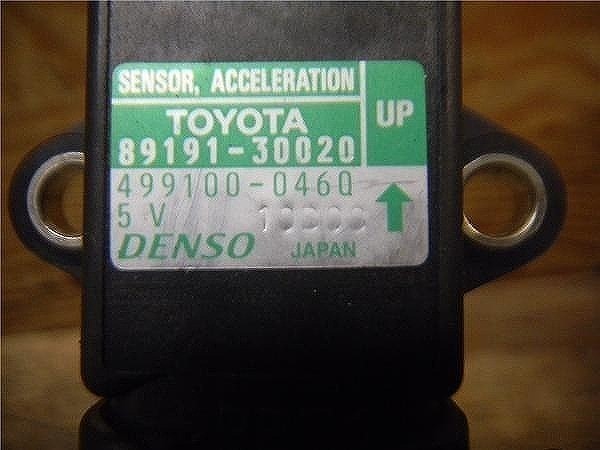 SENSOR, ACCELERATION
TOYOTA
UP
89191-30020
499100-0460
5 V
DENSO
JAPAN